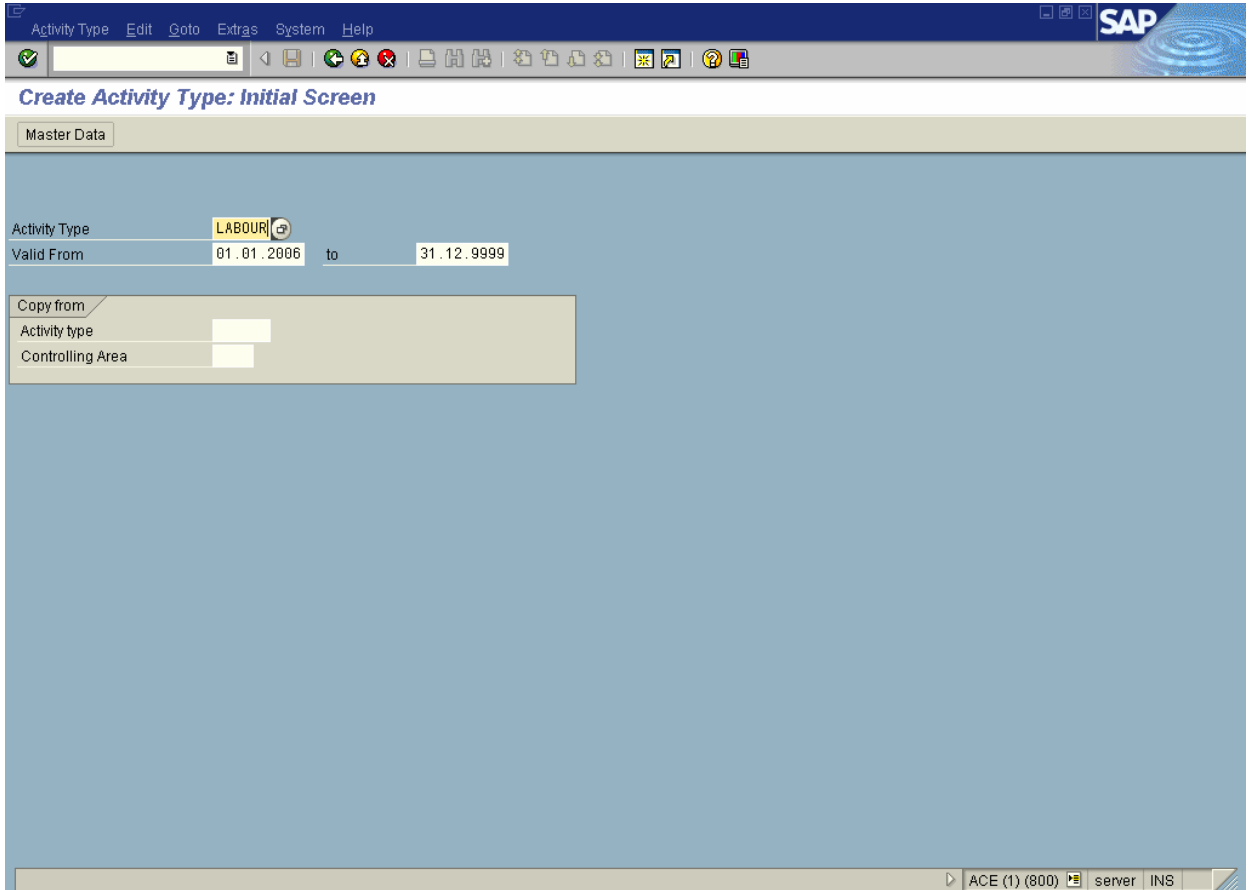 Activity Type Edit Goto Extras System Help
SAP
Create Activity Type: Initial Screen
Master Data
Activity Type LABOUR
Valid From 01.01.2006 to 31.12.9999
Copy from
Activity type
Controlling Area
ACE (1) (800) server INS